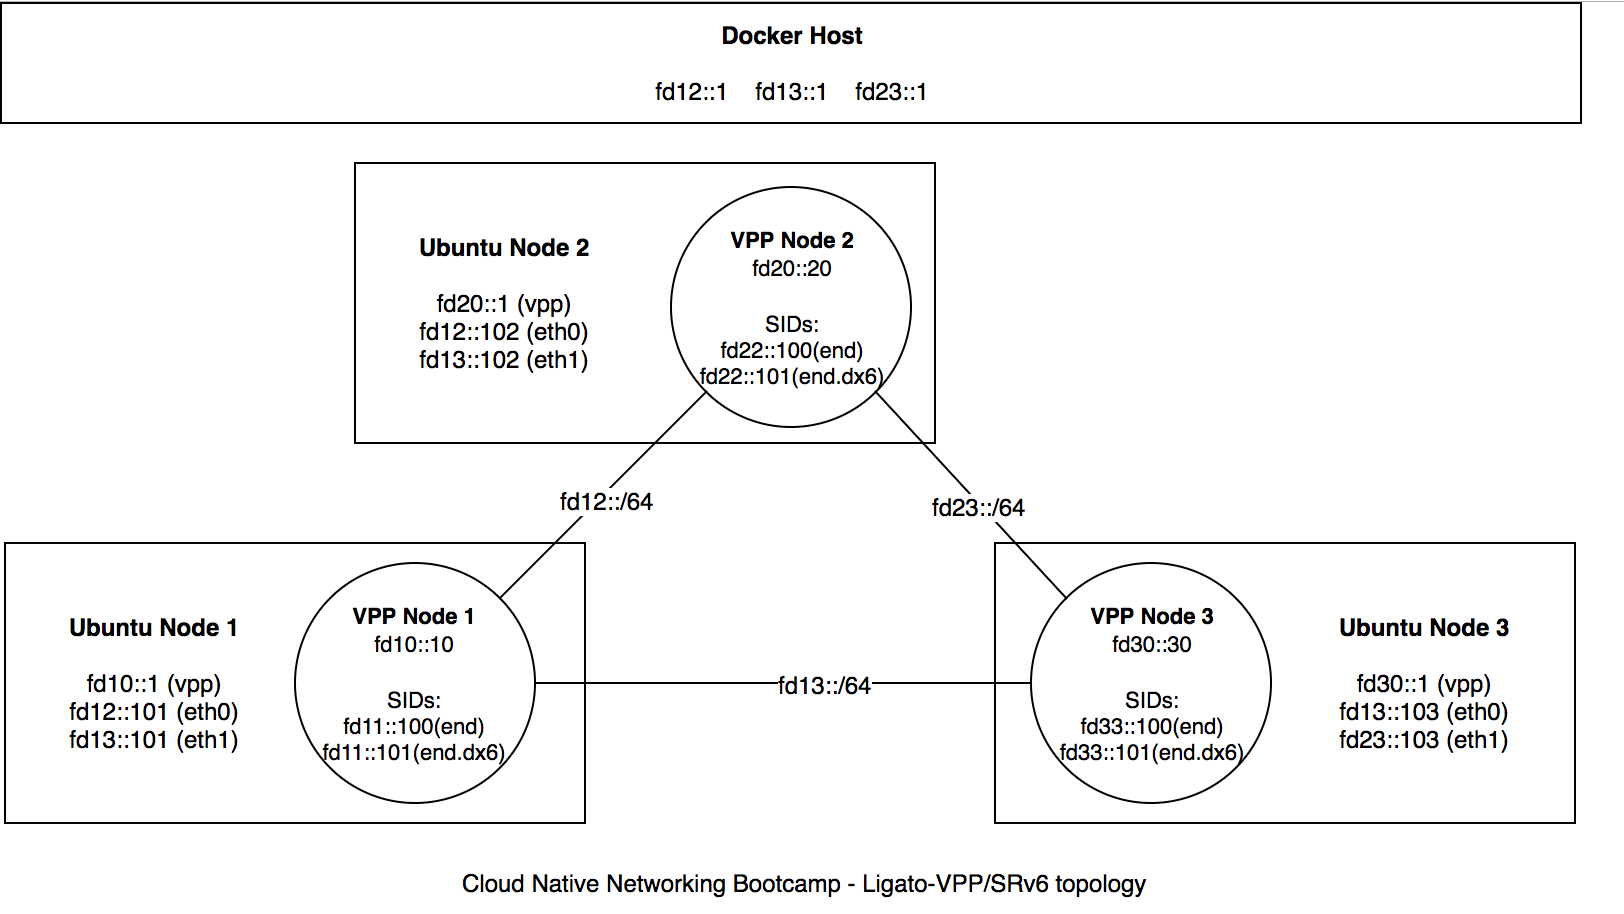 Docker Host
fd12::1 fd13::1 fd23::1
Ubuntu Node 2
fd20::1 (vpp)
fd12::102 (eth0)
fd13::102 (eth1)
VPP Node 2
fd20::20
SIDs:
fd22::100(end)
fd22::101(end.dx6)
fd12::/64
fd23::/64
Ubuntu Node 1
fd10::1 (vpp)
fd12::101 (eth0)
fd13::101 (eth1)
VPP Node 1
fd10::10
SIDs:
fd11::100(end)
fd11::101(end.dx6)
fd13::/64
VPP Node 3
fd30::30
SIDs:
fd33::100(end)
fd33::101(end.dx6)
Ubuntu Node 3
fd30::1 (vpp)
fd13::103 (eth0)
fd23::103 (eth1)
Cloud Native Networking Bootcamp - Ligato-VPP/SRv6 topology